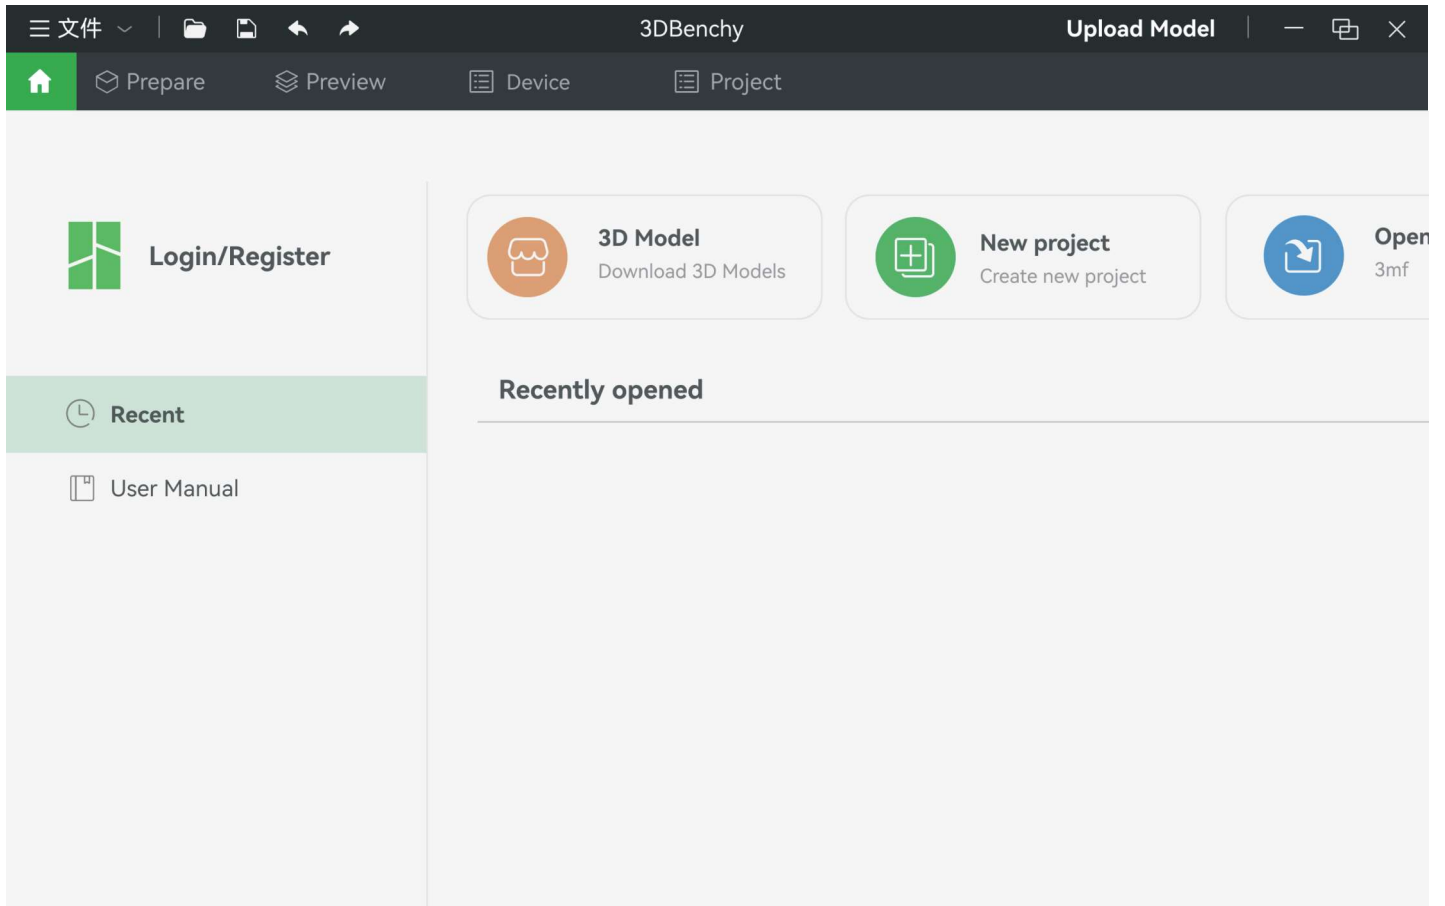 文件
3DBenchy
Upload Model
Prepare
Preview
Device
Project
Login/Register
3D Model
Download 3D Models
New project
Create new project
Open
3mf
Recent
User Manual
Recently opened